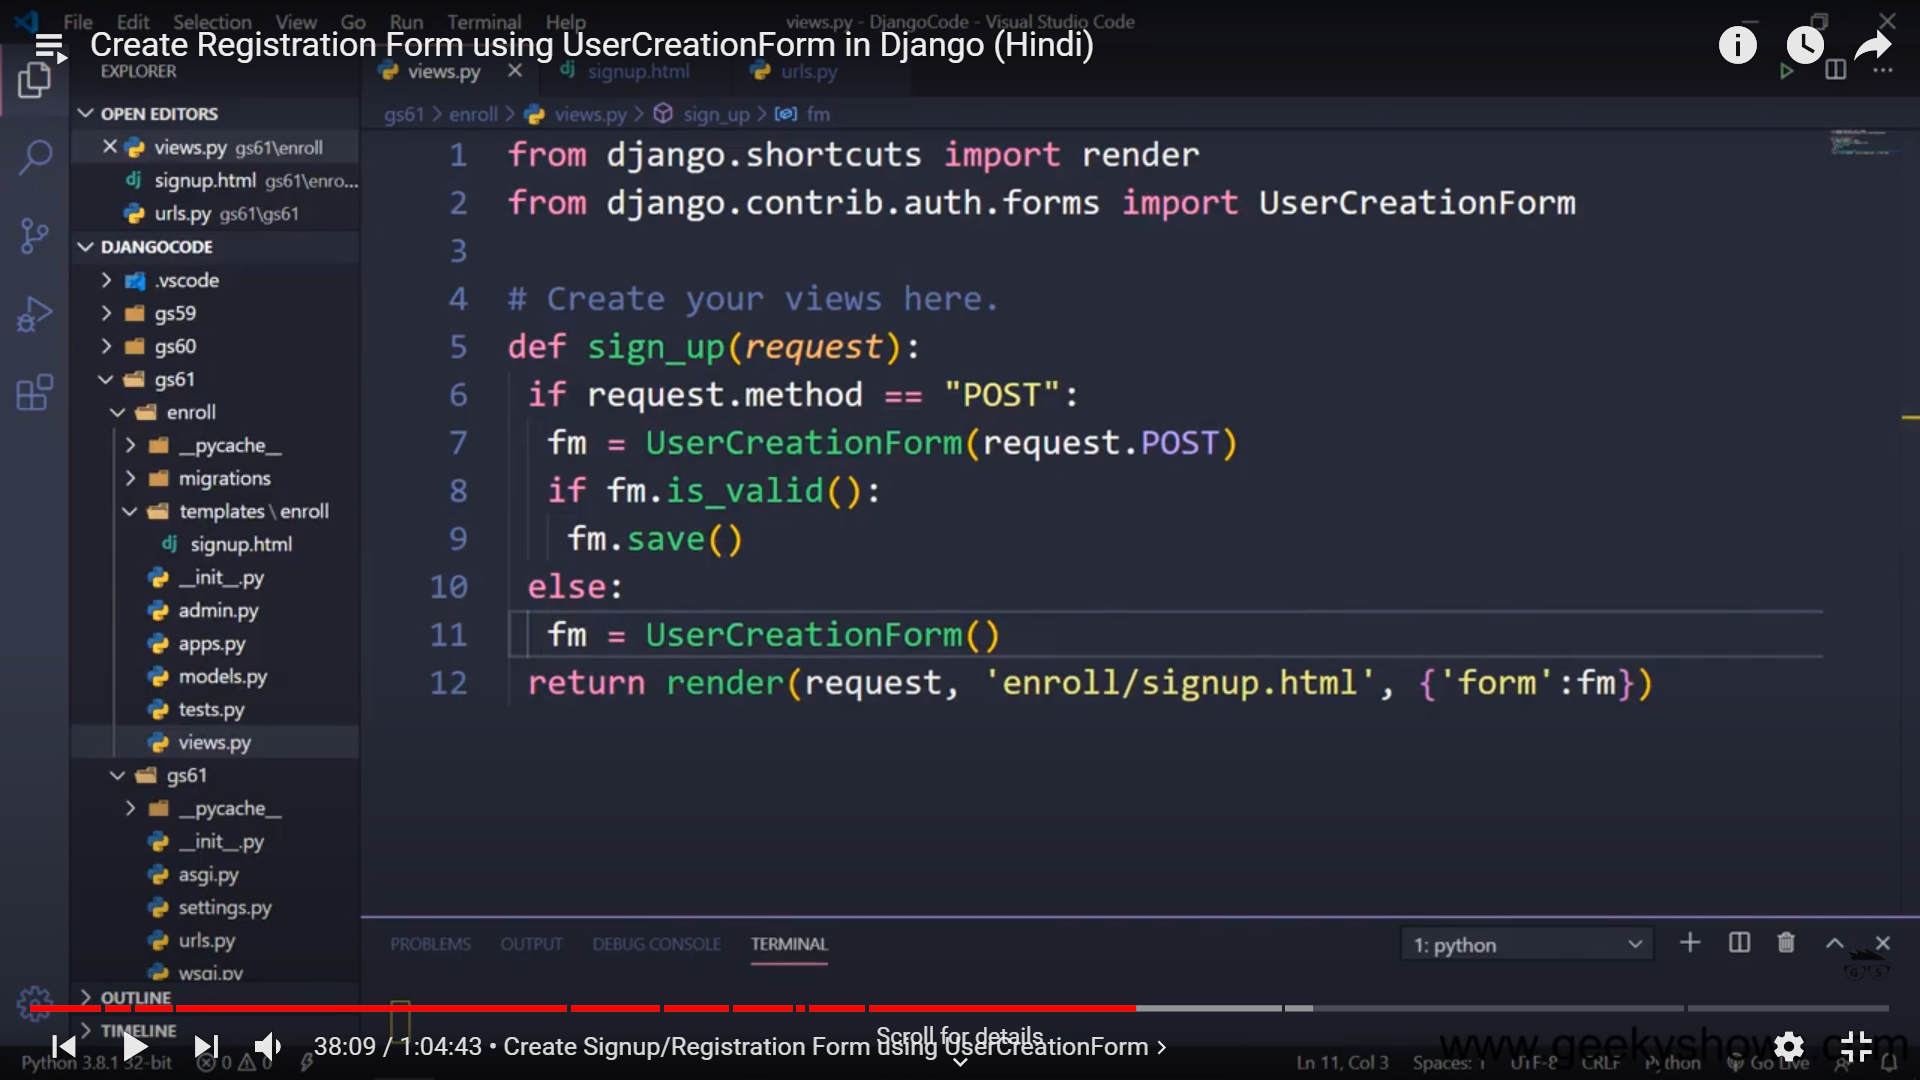 File Edit Selection View Go Run Terminal Help
views.py - DjangoCode - Visual Studio Code
Create Registration Form using UserCreationForm in Django (Hindi)
EXPLORER
views.py
signup.html
urls.py
OPEN EDITORS
views.py gs61\enroll
signup.html gs61\enro...
urls.py gs61\gs61
DJANGOCODE
.vscode
gs59
gs60
gs61
enroll
__pycache__
migrations
templates \ enroll
signup.html
__init__.py
admin.py
apps.py
models.py
tests.py
views.py
gs61
__pycache__
__init__.py
asgi.py
settings.py
urls.py
wsgi.py
OUTLINE
TIMELINE
gs61 > enroll > views.py > sign_up > fm
1 from django.shortcuts import render
2 from django.contrib.auth.forms import UserCreationForm
3
4 # Create your views here.
5 def sign_up(request):
6 if request.method == "POST":
7 fm = UserCreationForm(request.POST)
8 if fm.is_valid():
9 fm.save()
10 else:
11 fm = UserCreationForm()
12 return render(request, 'enroll/signup.html', {'form':fm})
PROBLEMS OUTPUT DEBUG CONSOLE TERMINAL
1: python
Scroll for details
38:09 / 1:04:43 • Create Signup/Registration Form using UserCreationForm
Python 3.8.1 32-bit 0 0
Ln 11, Col 3 Spaces: 1 UTF-8 CRLF Python Go Live